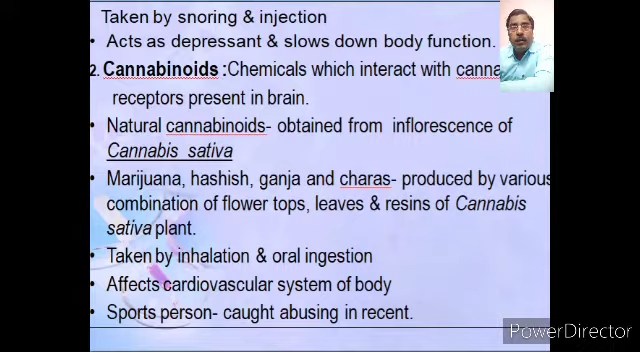 Taken by snoring & injection
• Acts as depressant & slows down body function.
2. Cannabinoids :Chemicals which interact with canna
receptors present in brain.
• Natural cannabinoids- obtained from inflorescence of
Cannabis sativa
• Marijuana, hashish, ganja and charas- produced by various
combination of flower tops, leaves & resins of Cannabis
sativa plant.
• Taken by inhalation & oral ingestion
• Affects cardiovascular system of body
• Sports person- caught abusing in recent.
PowerDirector